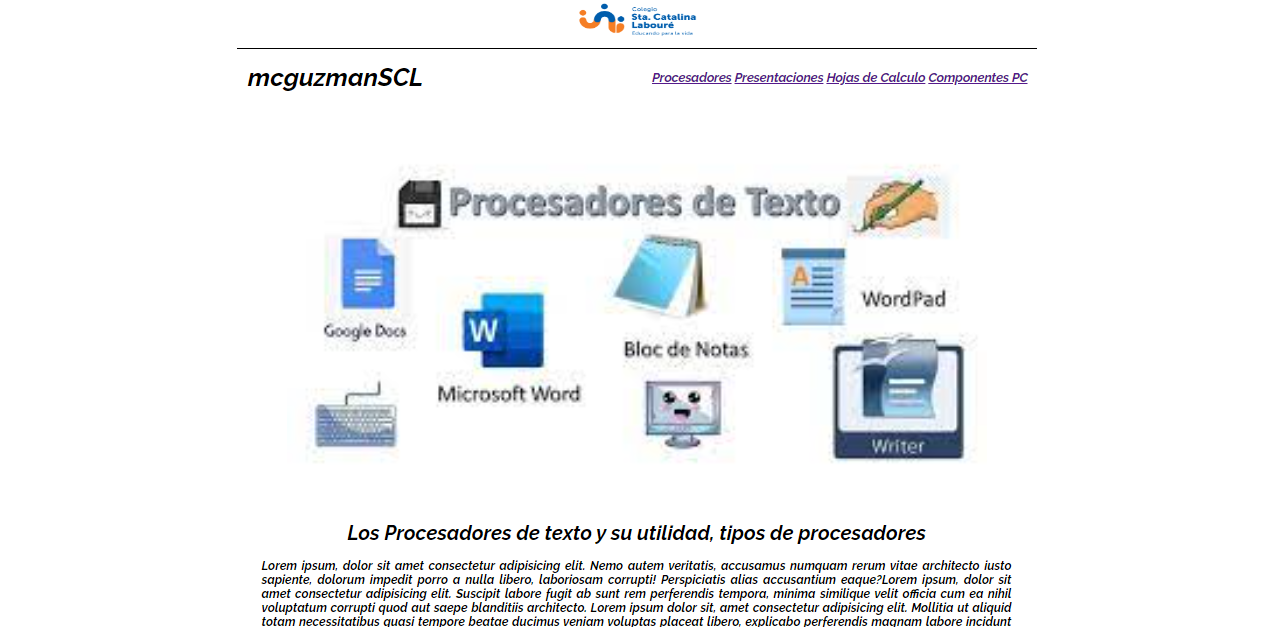 Colegio
Sta. Catalina
Labouré
Educando para la vida
mcguzmanSCL
Procesadores Presentaciones Hojas de Calculo Componentes PC
Procesadores de Texto
Google Docs
Microsoft Word
Bloc de Notas
WordPad
Writer
Los Procesadores de texto y su utilidad, tipos de procesadores
Lorem ipsum, dolor sit amet consectetur adipisicing elit. Nemo autem veritatis, accusamus numquam rerum vitae architecto iusto
sapiente, dolorum impedit porro a nulla libero, laboriosam corrupti! Perspiciatis alias accusantium eaque?Lorem ipsum, dolor sit
amet consectetur adipisicing elit. Suscipit labore fugit ab sunt rem perferendis tempora, minima similique velit officia cum ea nihil
voluptatum corrupti quod aut saepe blanditiis architecto. Lorem ipsum dolor sit, amet consectetur adipisicing elit. Mollitia ut aliquid
totam necessitatibus quasi tempore beatae ducimus veniam voluptas placeat libero, explicabo perferendis magnam labore incidunt